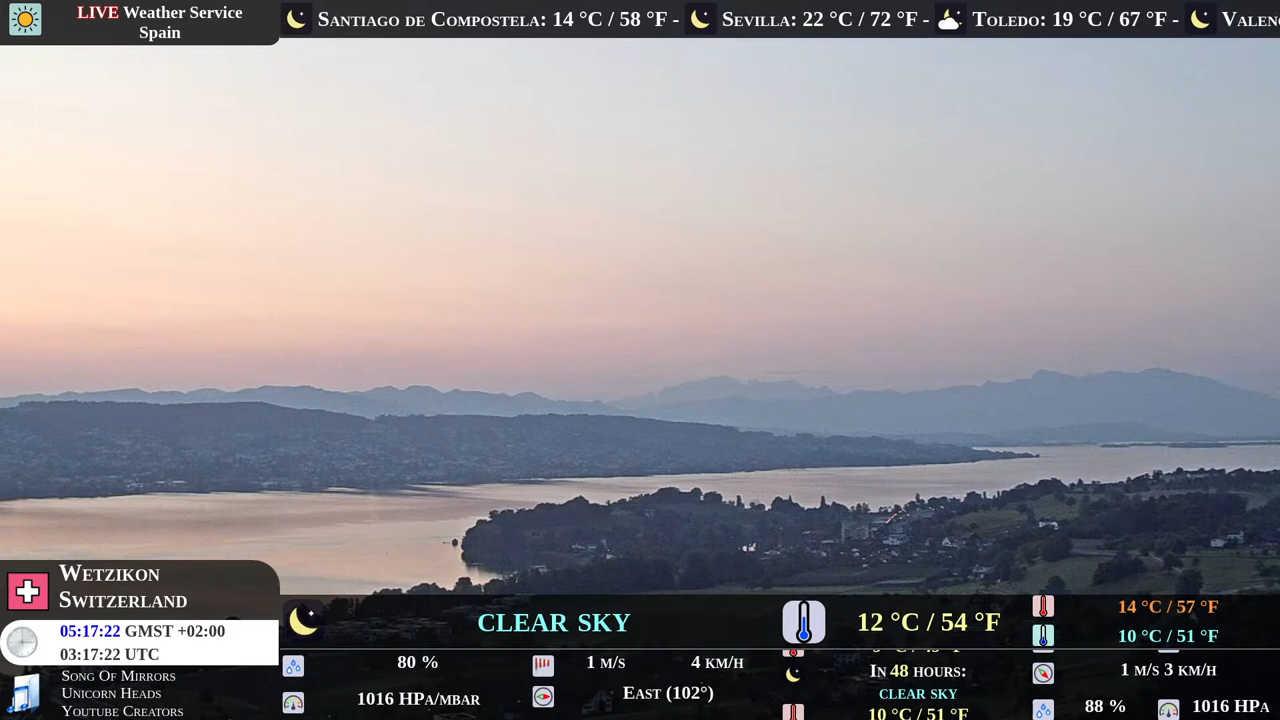 LIVE Weather Service
Spain
Santiago de Compostela: 14 °C / 58 °F - Sevilla: 22 °C / 72 °F - Toledo: 19 °C / 67 °F -
Wetzikon
Switzerland
05:17:22 GMST +02:00
03:17:22 UTC
Song Of Mirrors
Unicorn Heads
Youtube Creators
clear sky
12 °C / 54 °F
14 °C / 57 °F
10 °C / 51 °F
80 %
1 m/s
4 km/h
1016 HPa/mbar
East (102°)
In 48 hours:
clear sky
10 °C / 51 °F
1 m/s 3 km/h
88 %
1016 HPa